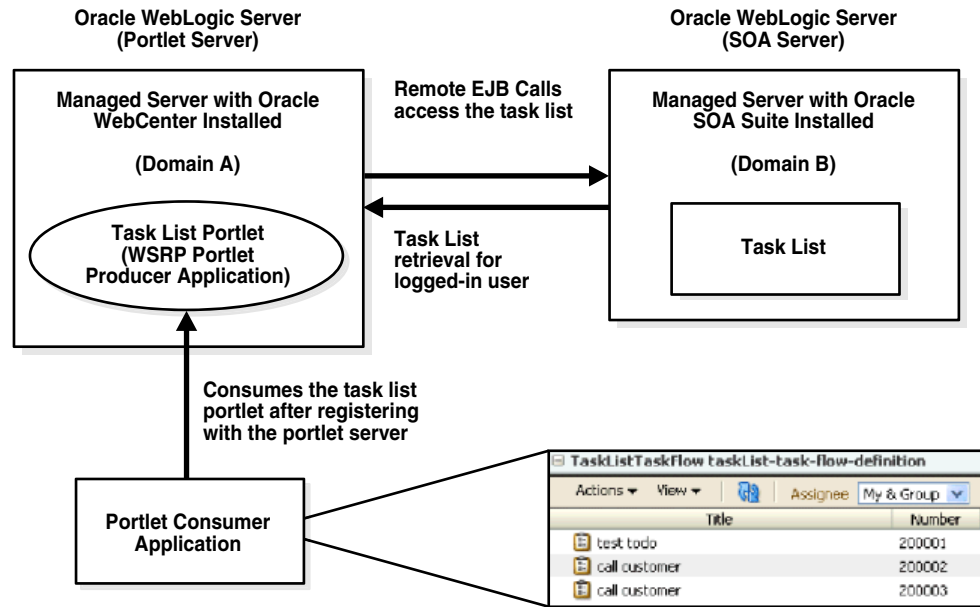 Oracle WebLogic Server
(Portlet Server)
Oracle WebLogic Server
(SOA Server)
Managed Server with Oracle
WebCenter Installed
(Domain A)
Task List Portlet
(WSRP Portlet
Producer Application)
Remote EJB Calls
access the task list
Task List
retrieval for
logged-in user
Managed Server with Oracle
SOA Suite Installed
(Domain B)
Task List
Consumes the task list
portlet after registering
with the portlet server
Portlet Consumer
Application
TaskListTaskFlow taskList-task-flow-definition
Actions View Assignee My & Group
Title Number
test todo 200001
call customer 200002
call customer 200003